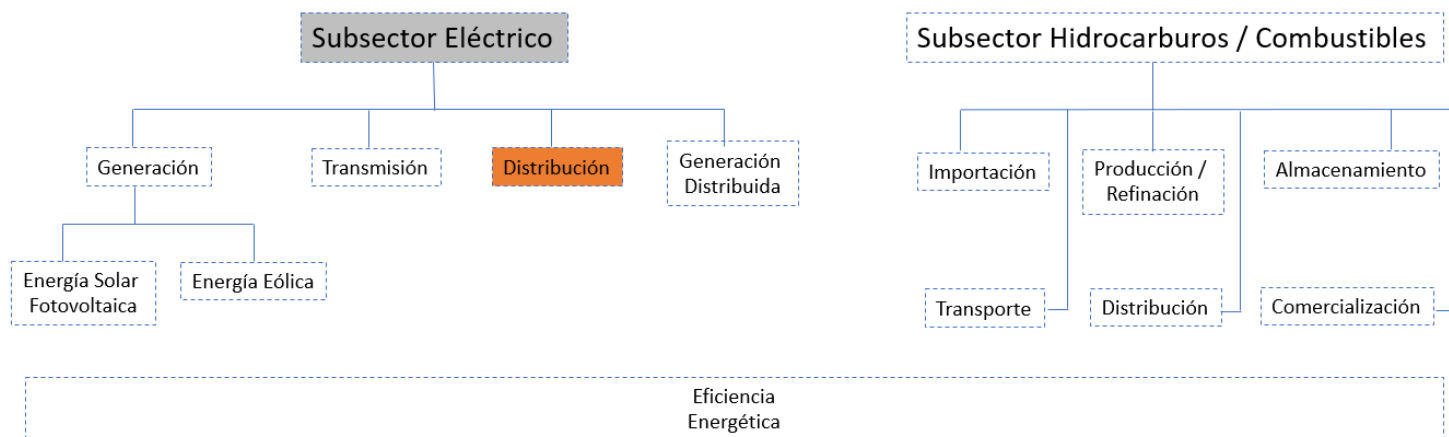 Subsector Eléctrico
Subsector Hidrocarburos / Combustibles
Generación
Transmisión
Distribución
Generación
Distribuida
Importación
Producción /
Refinación
Almacenamiento
Energía Solar
Fotovoltaica
Energía Eólica
Transporte
Distribución
Comercialización
Eficiencia
Energética